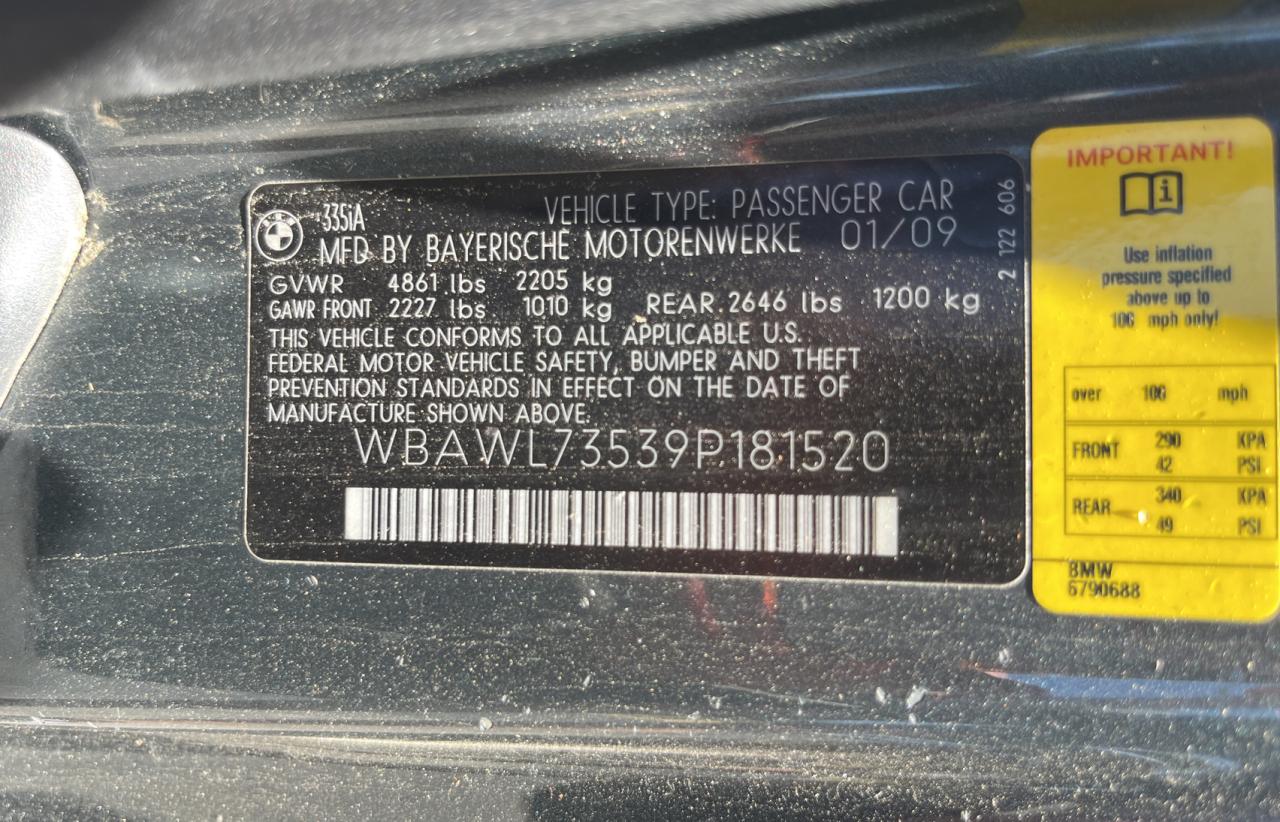 335iA
VEHICLE TYPE: PASSENGER CAR
MFD BY BAYERISCHE MOTORENWERKE 01/09
GVWR 4861 lbs 2205 kg
GAWR FRONT 2227 lbs 1010 kg REAR 2646 lbs 1200 kg
THIS VEHICLE CONFORMS TO ALL APPLICABLE U.S.
FEDERAL MOTOR VEHICLE SAFETY, BUMPER AND THEFT
PREVENTION STANDARDS IN EFFECT ON THE DATE OF
MANUFACTURE SHOWN ABOVE.
WBAWL73539P181520
2 122 606
IMPORTANT!
Use inflation
pressure specified
above up to
100 mph only!
over 100 mph
FRONT 290 KPA
42 PSI
REAR 340 KPA
49 PSI
BMW
6790688